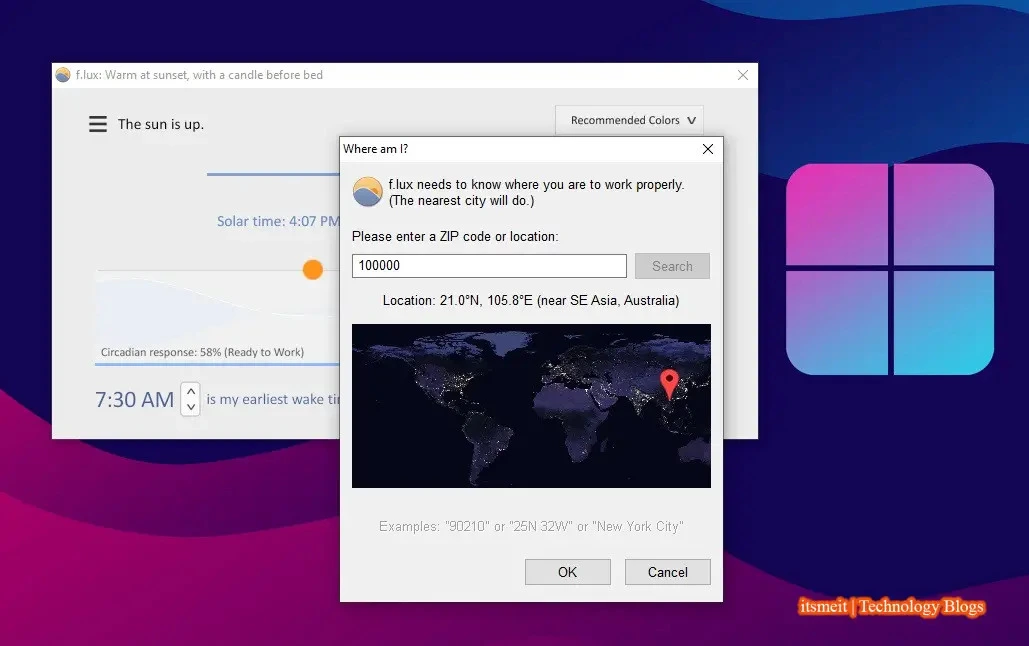 f.lux: Warm at sunset, with a candle before bed
The sun is up.
Recommended Colors
Where am I?
f.lux needs to know where you are to work properly.
(The nearest city will do.)
Solar time: 4:07 PM
Please enter a ZIP code or location:
100000
Search
Location: 21.0°N, 105.8°E (near SE Asia, Australia)
Circadian response: 58% (Ready to Work)
7:30 AM
is my earliest wake
Examples: "90210" or "25N 32W" or "New York City"
OK
Cancel
itsmeit | Technology Blogs